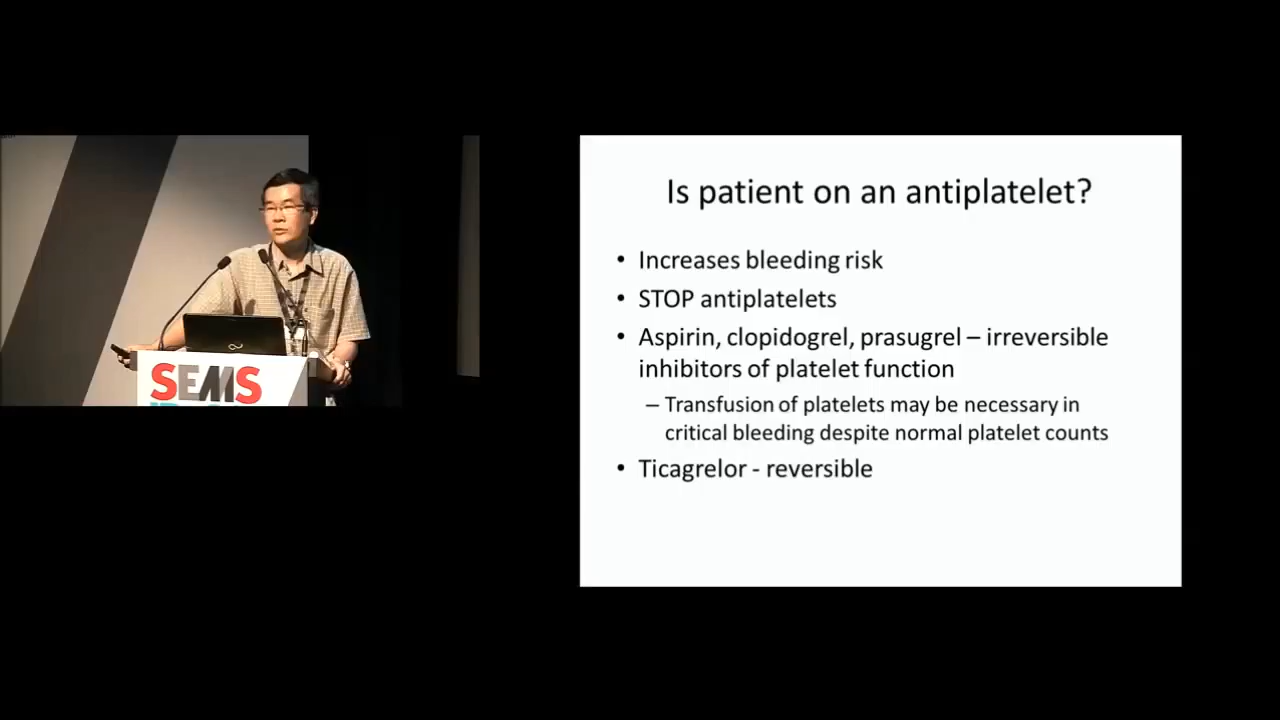 SEMS
Is patient on an antiplatelet?
• Increases bleeding risk
• STOP antiplatelets
• Aspirin, clopidogrel, prasugrel – irreversible
inhibitors of platelet function
– Transfusion of platelets may be necessary in
critical bleeding despite normal platelet counts
• Ticagrelor - reversible